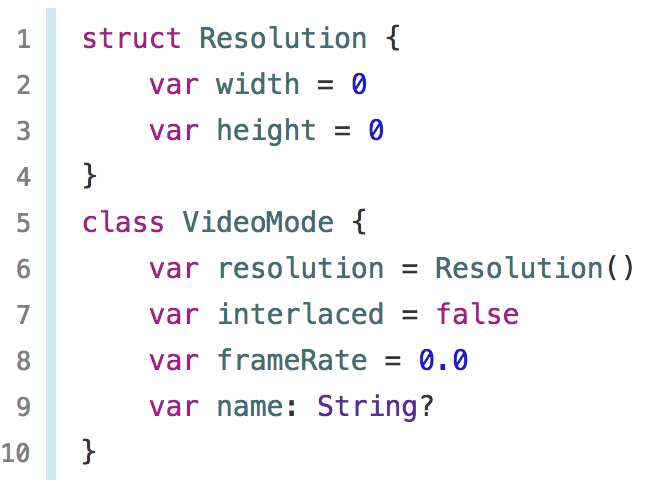 1 struct Resolution {
2     var width = 0
3     var height = 0
4 }
5 class VideoMode {
6     var resolution = Resolution()
7     var interlaced = false
8     var frameRate = 0.0
9     var name: String?
10 }